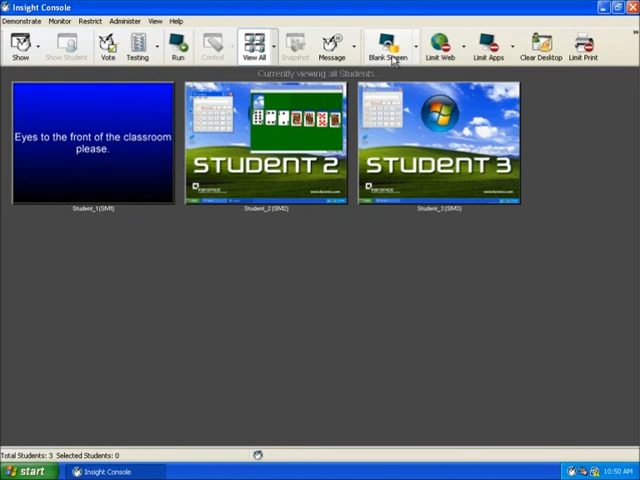 Insight Console
Demonstrate Monitor Restrict Administer View Help
Show Show Student Vote Testing Run Control View All Snapshot Message Blank Screen Limit Web Limit Apps Clear Desktop Limit Print
Currently viewing all Students.
Eyes to the front of the classroom
please.
STUDENT 2
STUDENT 3
Student_1(SM1) Student_2 (SM2) Student_3 (SM3)
Total Students: 3 Selected Students: 0
start Insight Console 10:50 AM